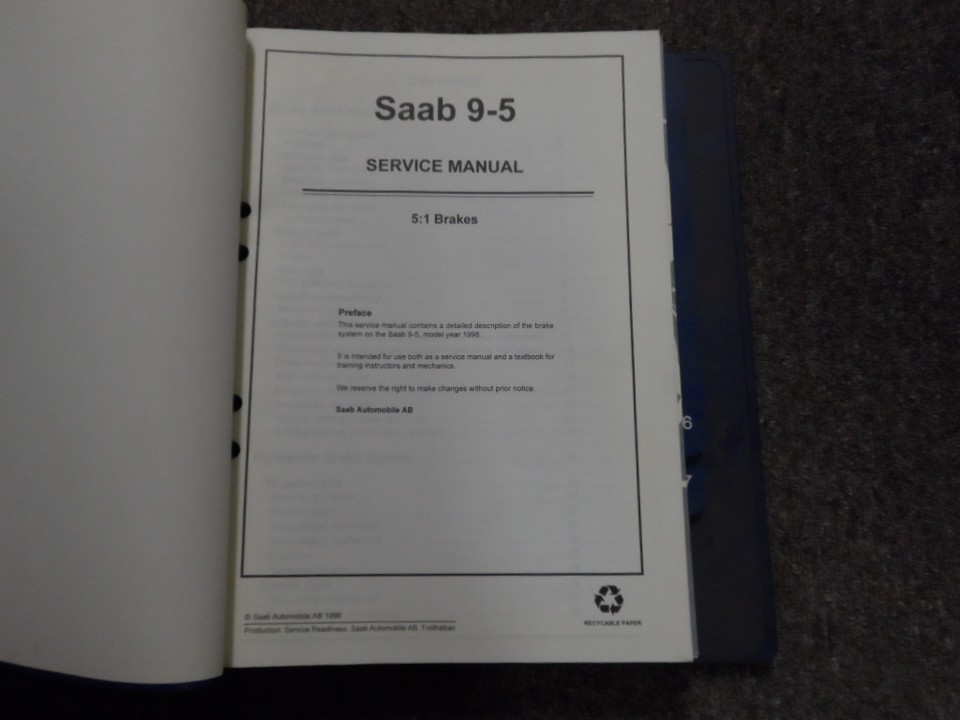 Saab 9-5
SERVICE MANUAL
5:1 Brakes
Preface
This service manual contains a detailed description of the brake
system on the Saab 9-5, model year 1998.
It is intended for use both as a service manual and a textbook for
training instructors and mechanics.
We reserve the right to make changes without prior notice.
Saab Automobile AB
6
7
© Saab Automobile AB 1996
Production: Service Readiness, Saab Automobile AB, Trollhättan
RECYCABLE PAPER